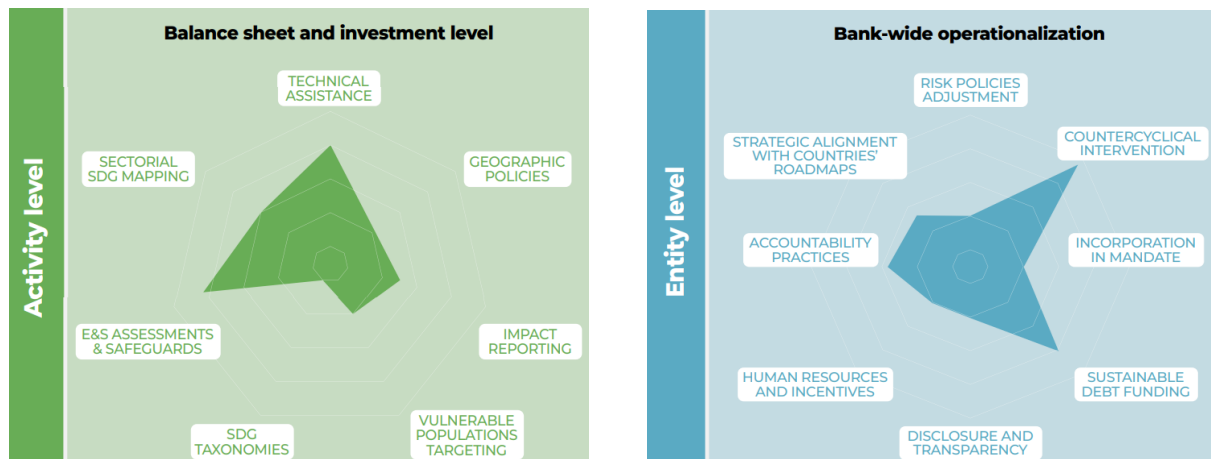 Activity level
Balance sheet and investment level
TECHNICAL
ASSISTANCE
GEOGRAPHIC
POLICIES
IMPACT
REPORTING
VULNERABLE
POPULATIONS
TARGETING
SDG
TAXONOMIES
E&S ASSESSMENTS
& SAFEGUARDS
SECTORIAL
SDG MAPPING
Entity level
Bank-wide operationalization
RISK POLICIES
ADJUSTMENT
COUNTERCYCLICAL
INTERVENTION
INCORPORATION
IN MANDATE
SUSTAINABLE
DEBT FUNDING
DISCLOSURE AND
TRANSPARENCY
HUMAN RESOURCES
AND INCENTIVES
ACCOUNTABILITY
PRACTICES
STRATEGIC ALIGNMENT
WITH COUNTRIES’
ROADMAPS